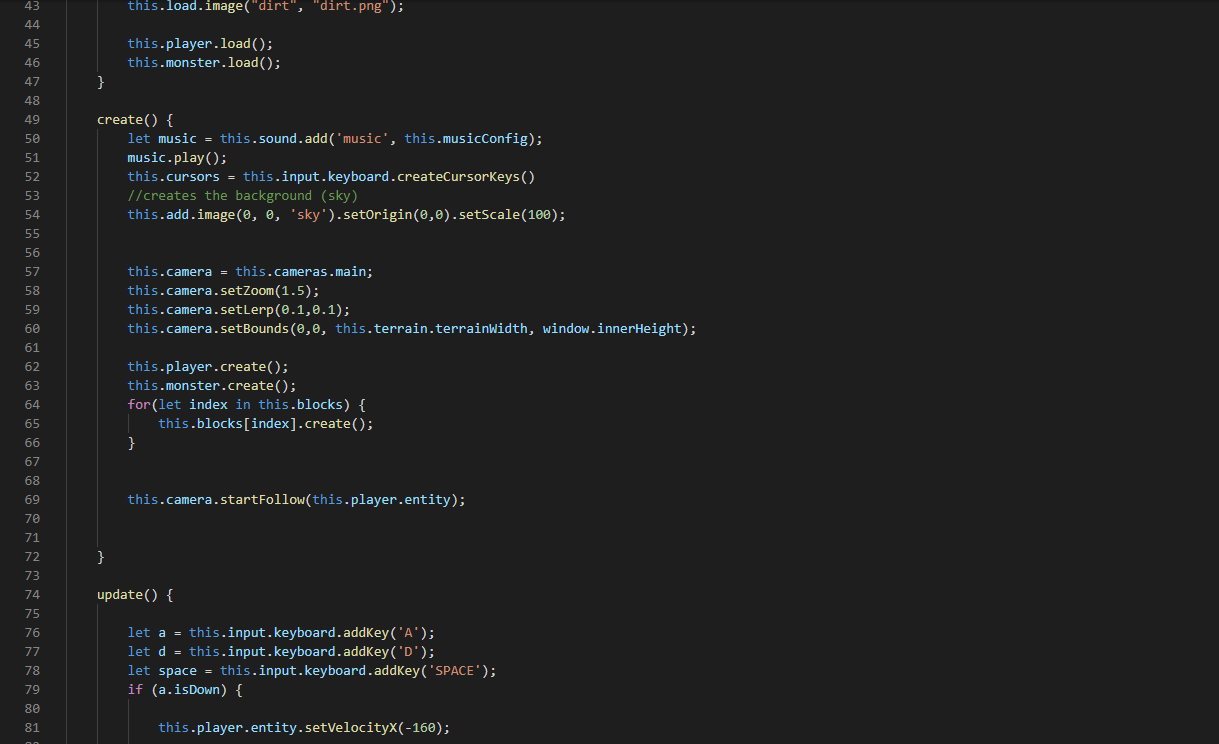 43 this.load.image("dirt", "dirt.png");
44
45 this.player.load();
46 this.monster.load();
47 }
48
49 create() {
50 let music = this.sound.add('music', this.musicConfig);
51 music.play();
52 this.cursors = this.input.keyboard.createCursorKeys()
53 //creates the background (sky)
54 this.add.image(0, 0, 'sky').setOrigin(0,0).setScale(100);
55
56
57 this.camera = this.cameras.main;
58 this.camera.setZoom(1.5);
59 this.camera.setLerp(0.1,0.1);
60 this.camera.setBounds(0,0, this.terrain.terrainWidth, window.innerHeight);
61
62 this.player.create();
63 this.monster.create();
64 for(let index in this.blocks) {
65 this.blocks[index].create();
66 }
67
68
69 this.camera.startFollow(this.player.entity);
70
71
72 }
73
74 update() {
75
76 let a = this.input.keyboard.addKey('A');
77 let d = this.input.keyboard.addKey('D');
78 let space = this.input.keyboard.addKey('SPACE');
79 if (a.isDown) {
80
81 this.player.entity.setVelocityX(-160);